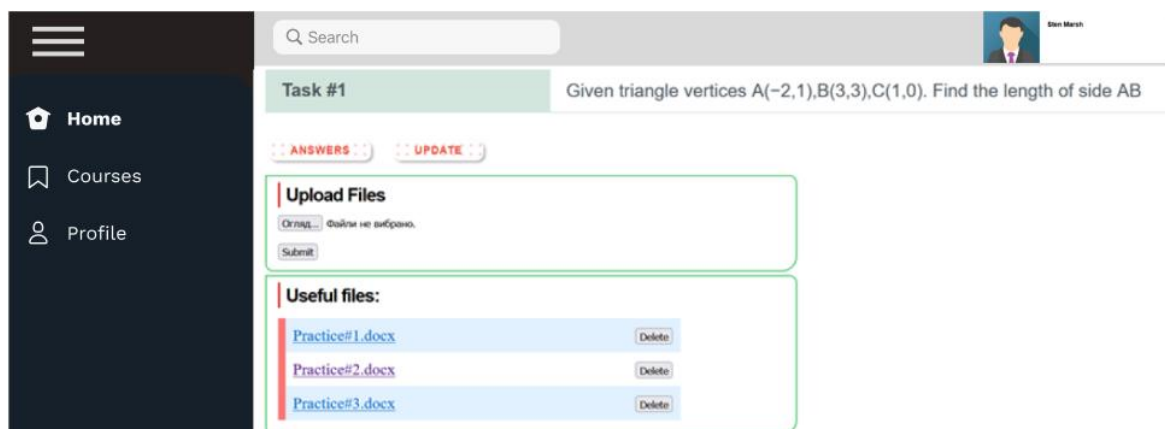 Search
Sten Marsh
Task #1
Given triangle vertices A(−2,1),B(3,3),C(1,0). Find the length of side AB
Home
Courses
Profile
ANSWERS
UPDATE
Upload Files
Огляд... Файли не вибрано.
Submit
Useful files:
Practice#1.docx Delete
Practice#2.docx Delete
Practice#3.docx Delete